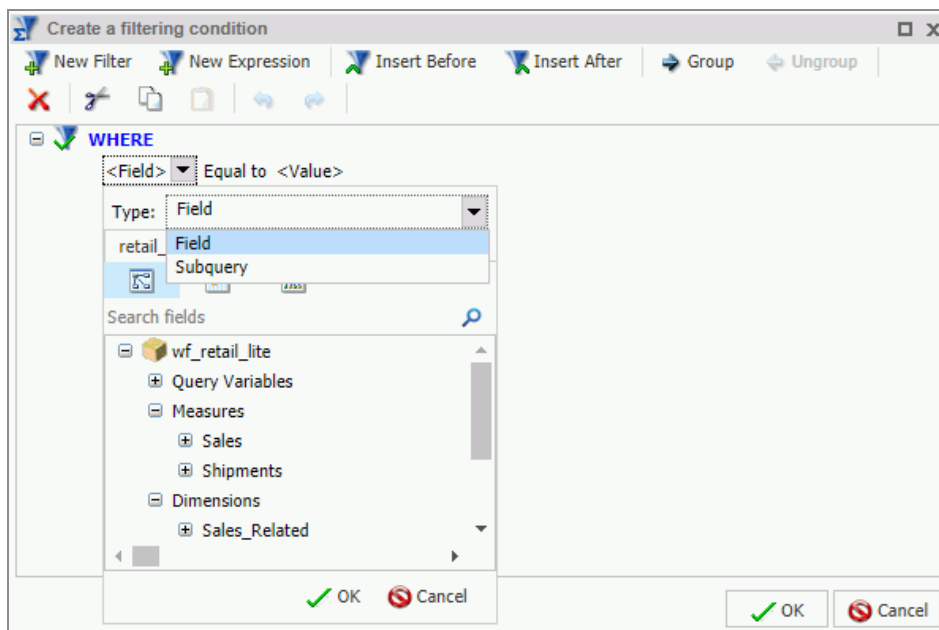 Create a filtering condition
New Filter New Expression Insert Before Insert After Group Ungroup
WHERE
<Field> Equal to <Value>
Type: Field
Field
retail_
Subquery
Search fields
wf_retail_lite
Query Variables
Measures
Sales
Shipments
Dimensions
Sales_Related
OK Cancel
OK Cancel